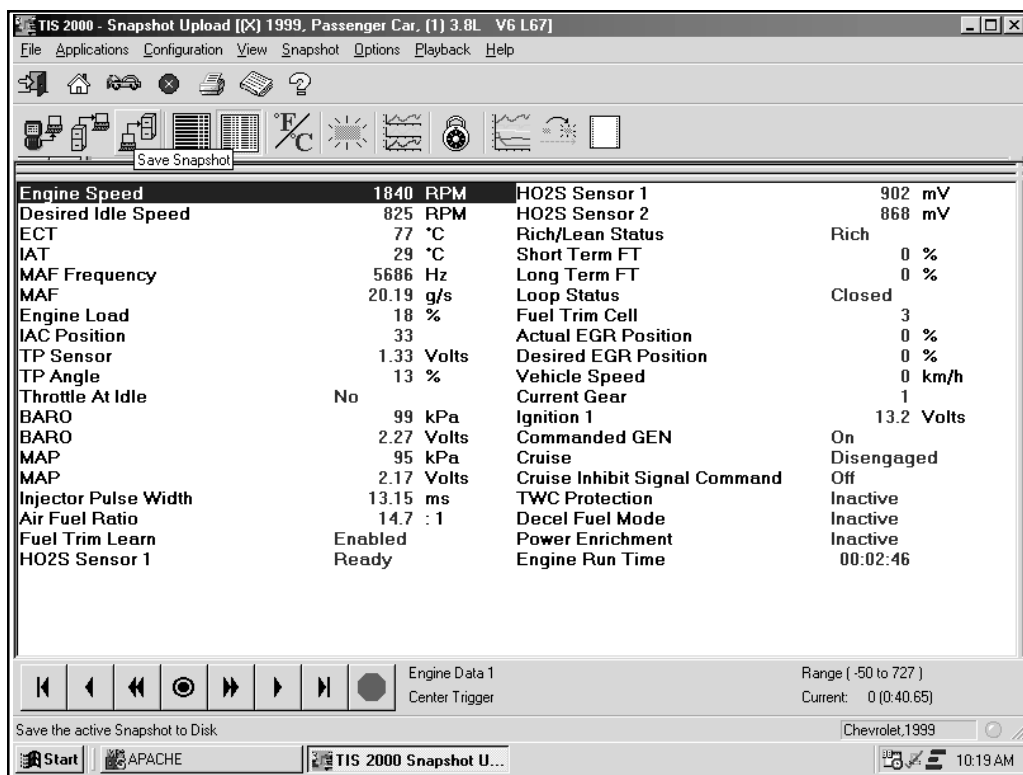 TIS 2000 - Snapshot Upload [(X) 1999, Passenger Car, (1) 3.8L V6 L67]
File Applications Configuration View Snapshot Options Playback Help
°F/C
Save Snapshot
Engine Speed 1840 RPM HO2S Sensor 1 902 mV
Desired Idle Speed 825 RPM HO2S Sensor 2 868 mV
ECT 77 °C Rich/Lean Status Rich
IAT 29 °C Short Term FT 0 %
MAF Frequency 5686 Hz Long Term FT 0 %
MAF 20.19 g/s Loop Status Closed
Engine Load 18 % Fuel Trim Cell 3
IAC Position 33 Actual EGR Position 0 %
TP Sensor 1.33 Volts Desired EGR Position 0 %
TP Angle 13 % Vehicle Speed 0 km/h
Throttle At Idle No Current Gear 1
BARO 99 kPa Ignition 1 13.2 Volts
BARO 2.27 Volts Commanded GEN On
MAP 95 kPa Cruise Disengaged
MAP 2.17 Volts Cruise Inhibit Signal Command Off
Injector Pulse Width 13.15 ms TWC Protection Inactive
Air Fuel Ratio 14.7 : 1 Decel Fuel Mode Inactive
Fuel Trim Learn Enabled Power Enrichment Inactive
HO2S Sensor 1 Ready Engine Run Time 00:02:46
Engine Data 1 Range ( -50 to 727 )
Center Trigger Current: 0 (0:40.65)
Save the active Snapshot to Disk Chevrolet,1999
Start APACHE TIS 2000 Snapshot U... 10:19 AM